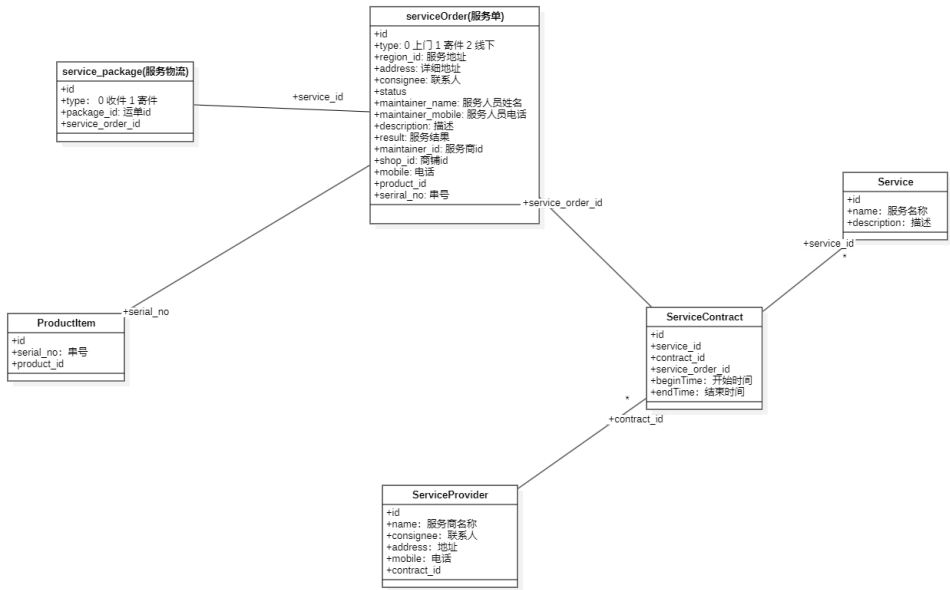 serviceOrder(服务单)
+id
+type: 0 上门 1 寄件 2 线下
+region_id: 服务地址
+address: 详细地址
+consignee: 联系人
+status
+maintainer_name: 服务人员姓名
+maintainer_mobile: 服务人员电话
+description: 描述
+result: 服务结果
+maintainer_id: 服务商id
+shop_id: 商铺id
+mobile: 电话
+product_id
+seriral_no: 串号
service_package(服务物流)
+id
+type： 0 收件 1 寄件
+package_id: 运单id
+service_order_id
+service_id
+service_order_id
Service
+id
+name：服务名称
+description：描述
+service_id
*
+serial_no
ProductItem
+id
+serial_no：串号
+product_id
ServiceContract
+id
+service_id
+contract_id
+service_order_id
+beginTime：开始时间
+endTime：结束时间
*
+contract_id
ServiceProvider
+id
+name：服务商名称
+consignee：联系人
+address：地址
+mobile：电话
+contract_id